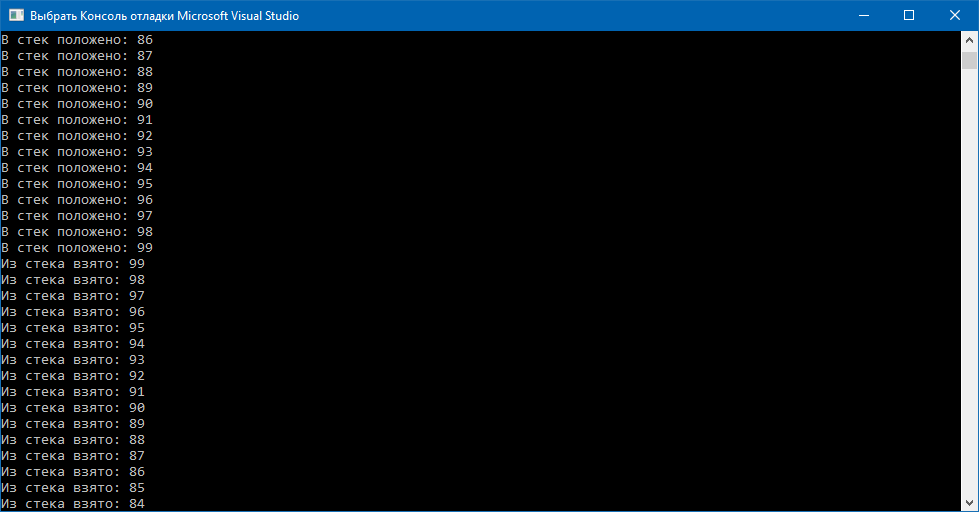 Выбрать Консоль отладки Microsoft Visual Studio
В стек положено: 86
В стек положено: 87
В стек положено: 88
В стек положено: 89
В стек положено: 90
В стек положено: 91
В стек положено: 92
В стек положено: 93
В стек положено: 94
В стек положено: 95
В стек положено: 96
В стек положено: 97
В стек положено: 98
В стек положено: 99
Из стека взято: 99
Из стека взято: 98
Из стека взято: 97
Из стека взято: 96
Из стека взято: 95
Из стека взято: 94
Из стека взято: 93
Из стека взято: 92
Из стека взято: 91
Из стека взято: 90
Из стека взято: 89
Из стека взято: 88
Из стека взято: 87
Из стека взято: 86
Из стека взято: 85
Из стека взято: 84